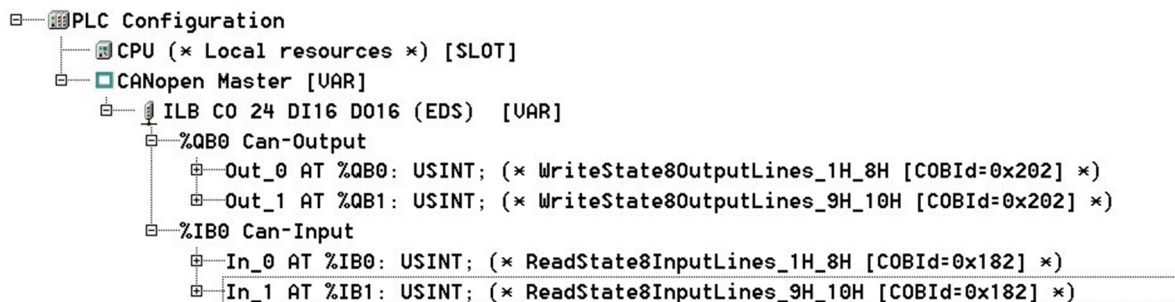 PLC Configuration
CPU (* Local resources *) [SLOT]
CANopen Master [VAR]
ILB CO 24 DI16 DO16 (EDS) [VAR]
%QB0 Can-Output
Out_0 AT %QB0: USINT; (* WriteState8OutputLines_1H_8H [COBId=0x202] *)
Out_1 AT %QB1: USINT; (* WriteState8OutputLines_9H_10H [COBId=0x202] *)
%IB0 Can-Input
In_0 AT %IB0: USINT; (* ReadState8InputLines_1H_8H [COBId=0x182] *)
In_1 AT %IB1: USINT; (* ReadState8InputLines_9H_10H [COBId=0x182] *)